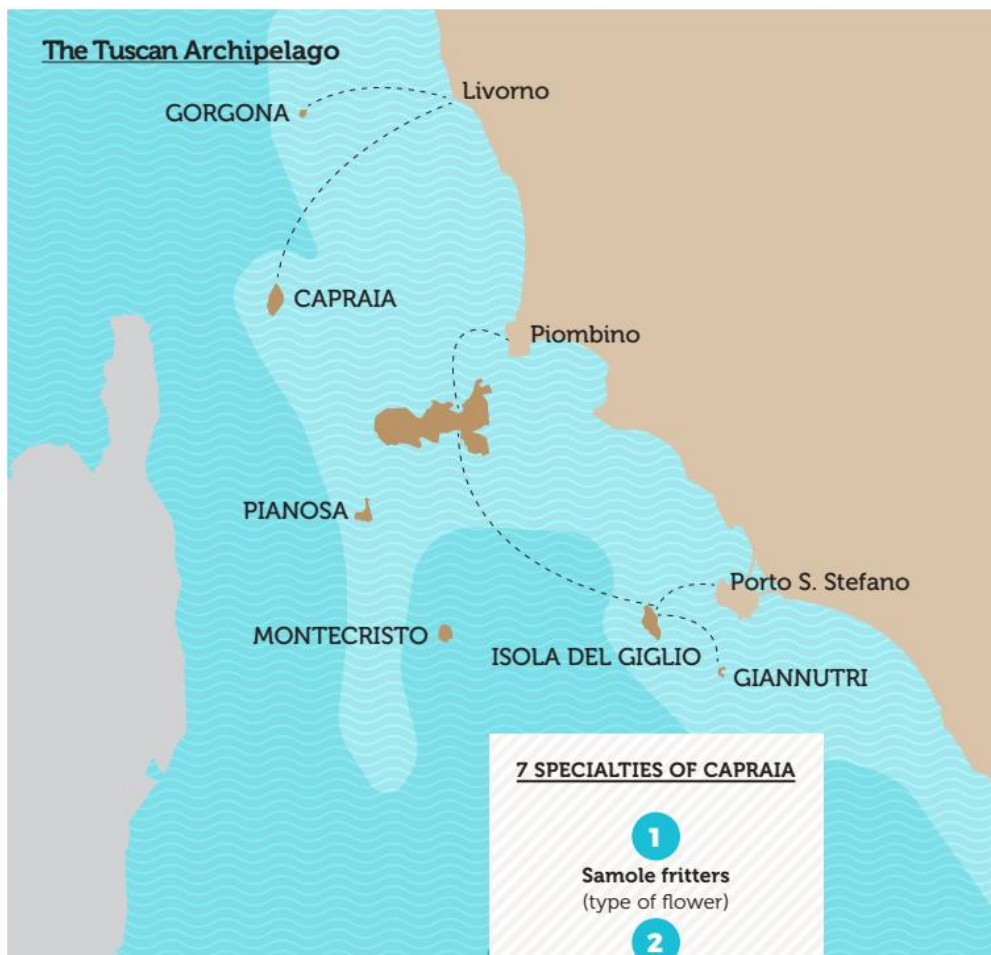 The Tuscan Archipelago
Livorno
GORGONA
CAPRAIA
Piombino
PIANOSA
Porto S. Stefano
MONTECRISTO
ISOLA DEL GIGLIO
GIANNUTRI
7 SPECIALTIES OF CAPRAIA
1
Samole fritters
(type of flower)
2